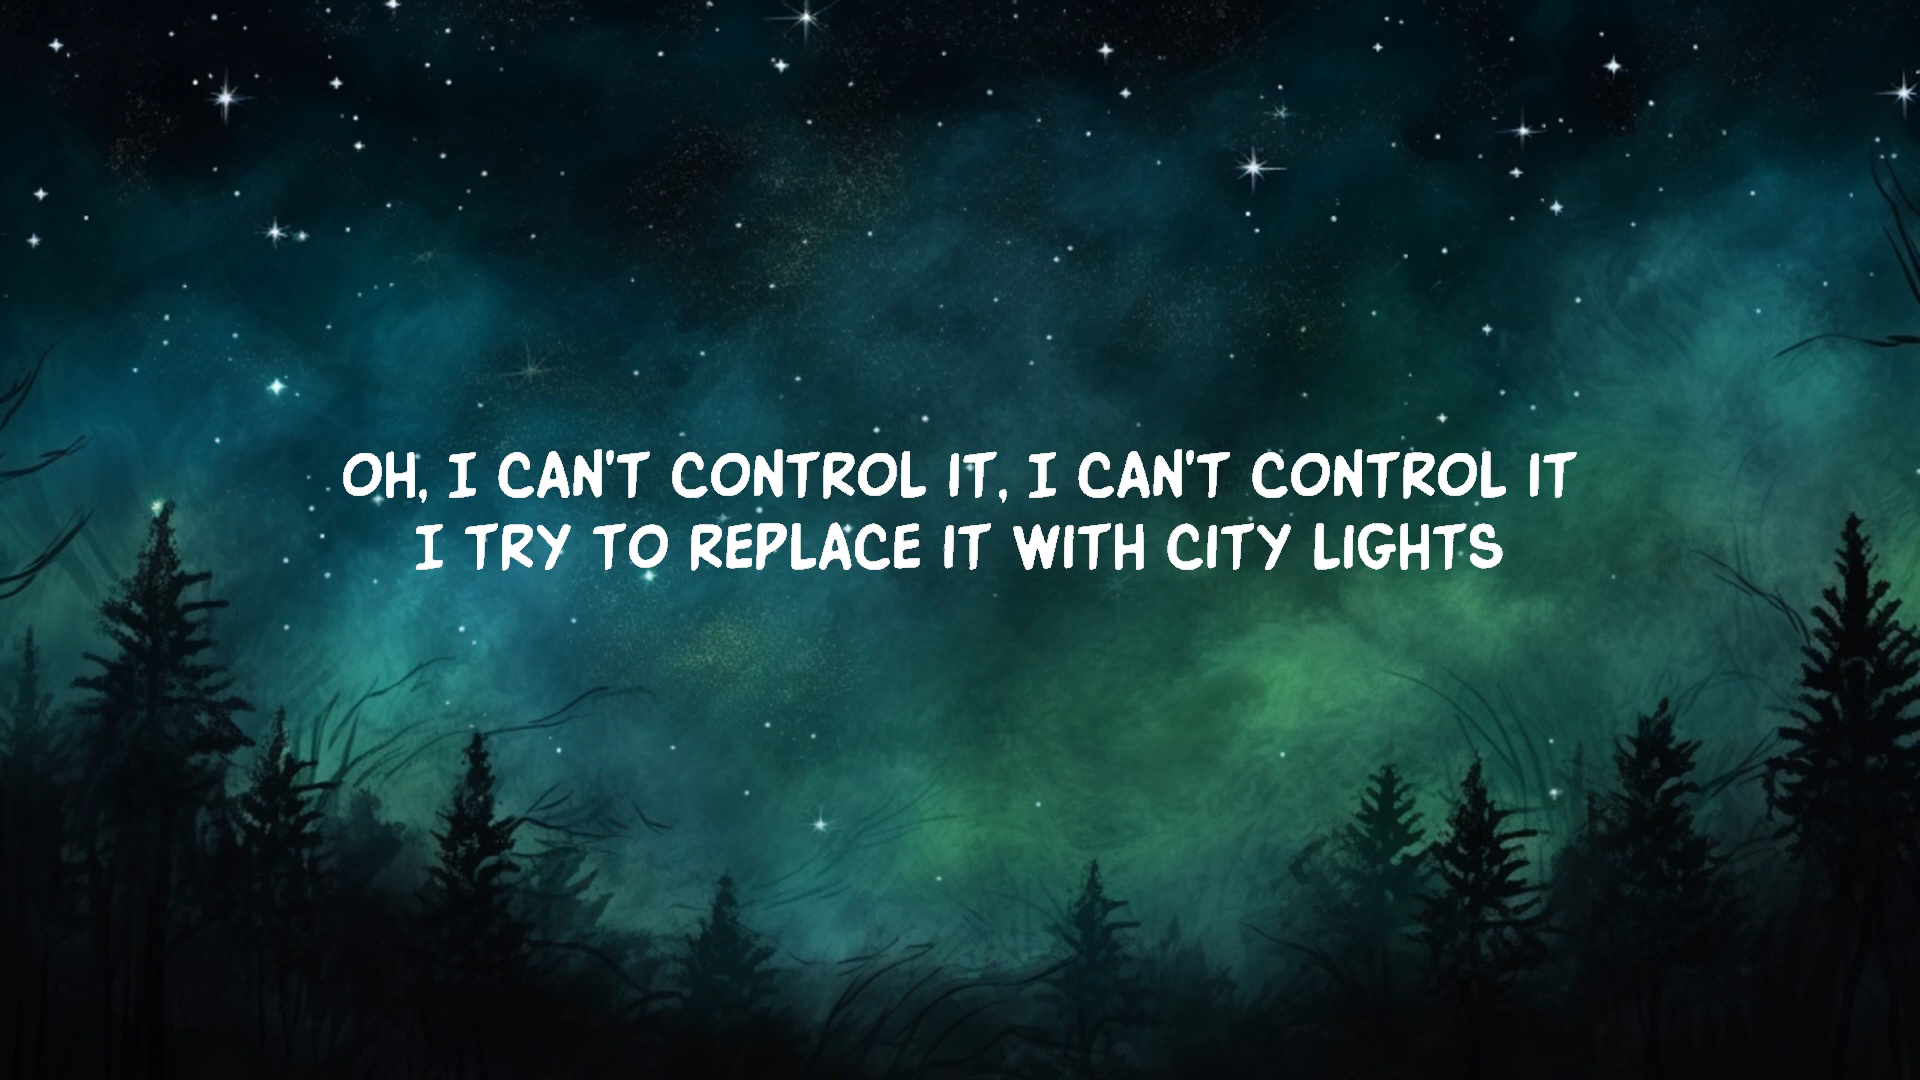 OH, I CAN'T CONTROL IT, I CAN'T CONTROL IT
I TRY TO REPLACE IT WITH CITY LIGHTS